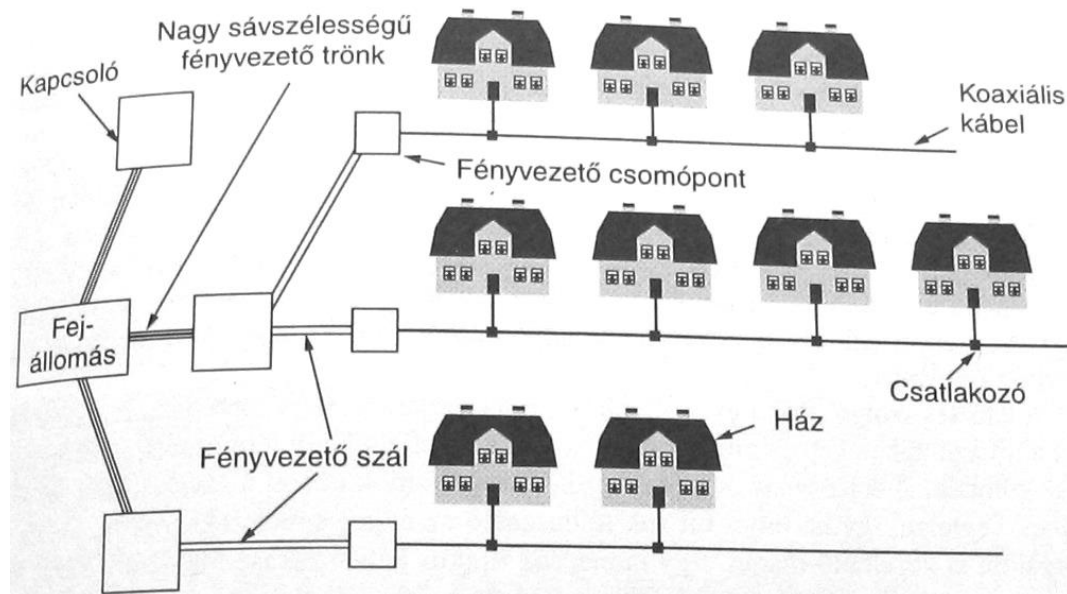 Nagy sávszélességű
fényvezető trönk
Kapcsoló
Koaxiális
kábel
Fényvezető csomópont
Fej-
állomás
Csatlakozó
Ház
Fényvezető szál